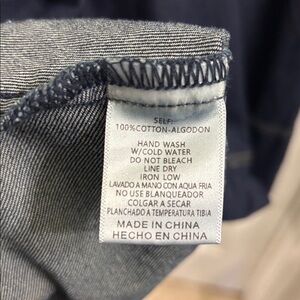 SELF:
100%COTTON-ALGODON
HAND WASH
W/COLD WATER
DO NOT BLEACH
LINE DRY
IRON LOW
LAVADO A MANO CON AQUA FRIA
NO USE BLANQUEADOR
COLGAR A SECAR
PLANCHADO A TEMPERATURA TIBIA
MADE IN CHINA
HECHO EN CHINA